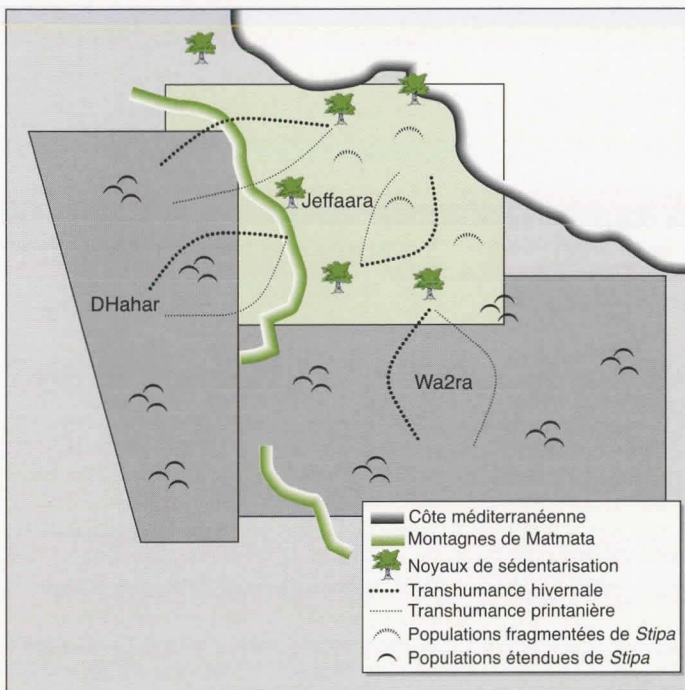 Jeffaara
DHahar
Wa2ra
Côte méditerranéenne
Montagnes de Matmata
Noyaux de sédentarisation
Transhumance hivernale
Transhumance printanière
Populations fragmentées de Stipa
Populations étendues de Stipa